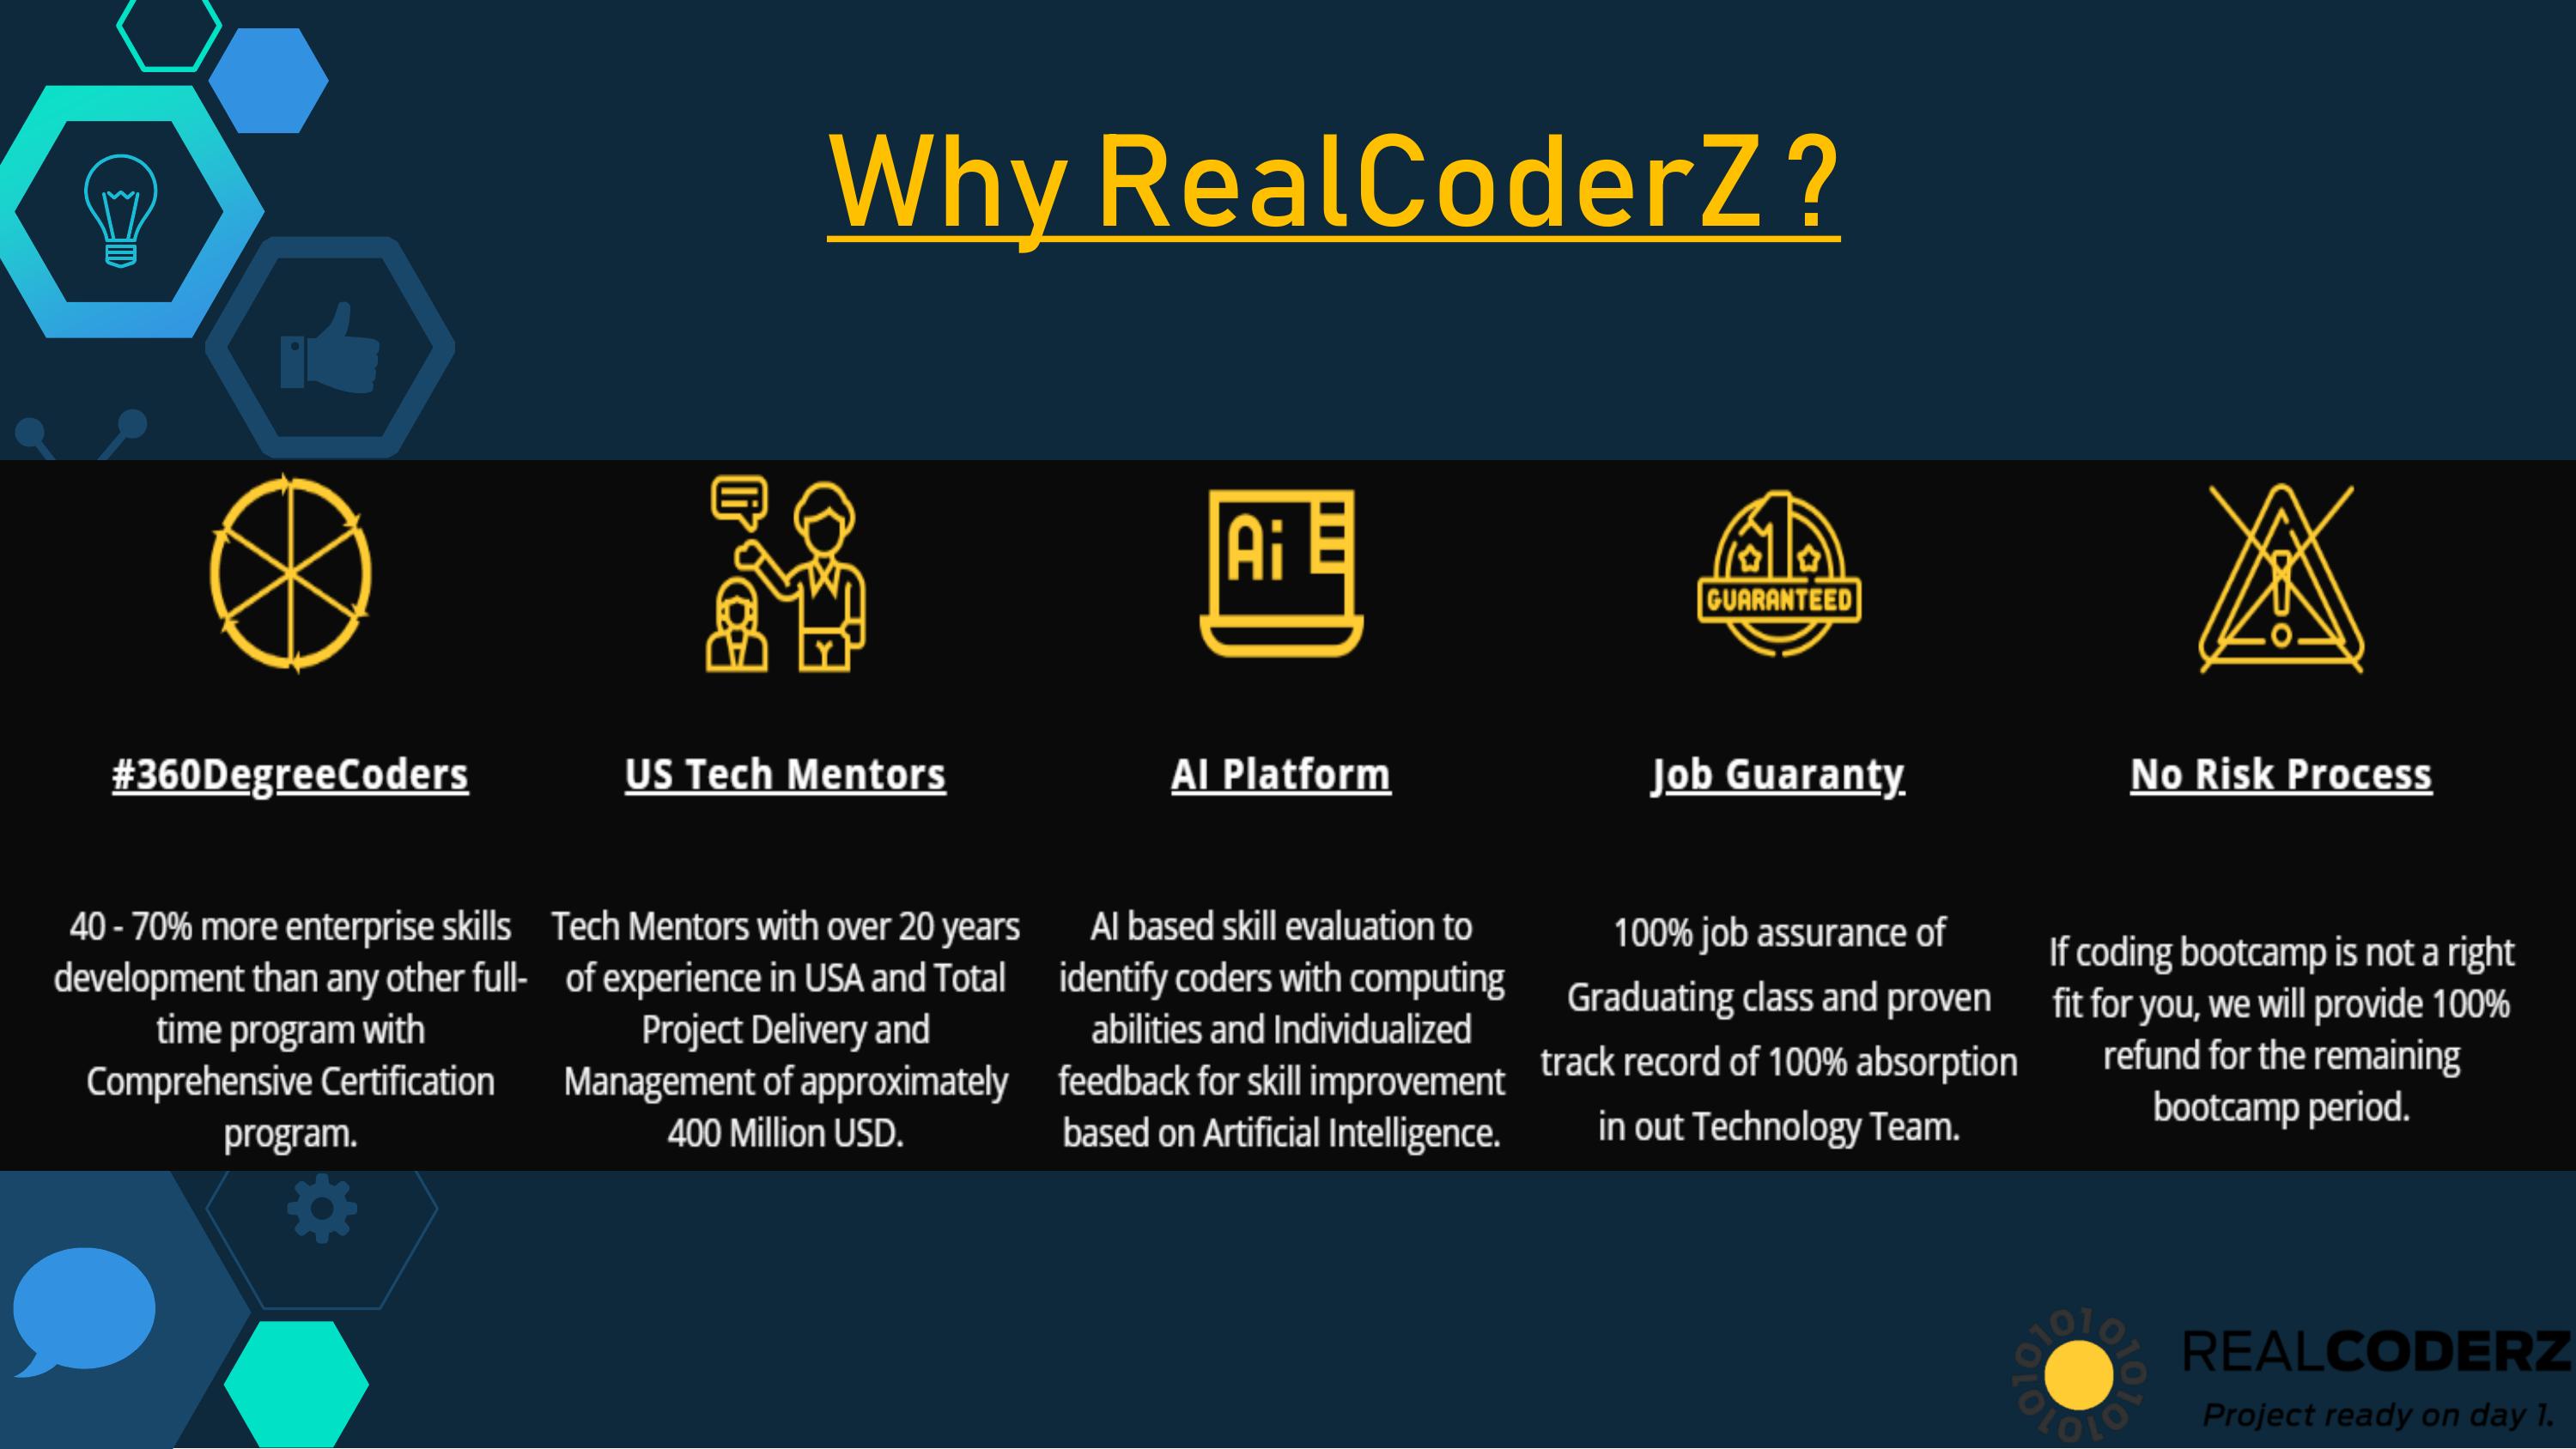 Why RealCoderZ ?
Ai
GUARANTEED
#360DegreeCoders
40 - 70% more enterprise skills
development than any other full-
time program with
Comprehensive Certification
program.
US Tech Mentors
Tech Mentors with over 20 years
of experience in USA and Total
Project Delivery and
Management of approximately
400 Million USD.
AI Platform
AI based skill evaluation to
identify coders with computing
abilities and Individualized
feedback for skill improvement
based on Artificial Intelligence.
Job Guaranty
100% job assurance of
Graduating class and proven
track record of 100% absorption
in out Technology Team.
No Risk Process
If coding bootcamp is not a right
fit for you, we will provide 100%
refund for the remaining
bootcamp period.
REALCODERZ
Project ready on day 1.